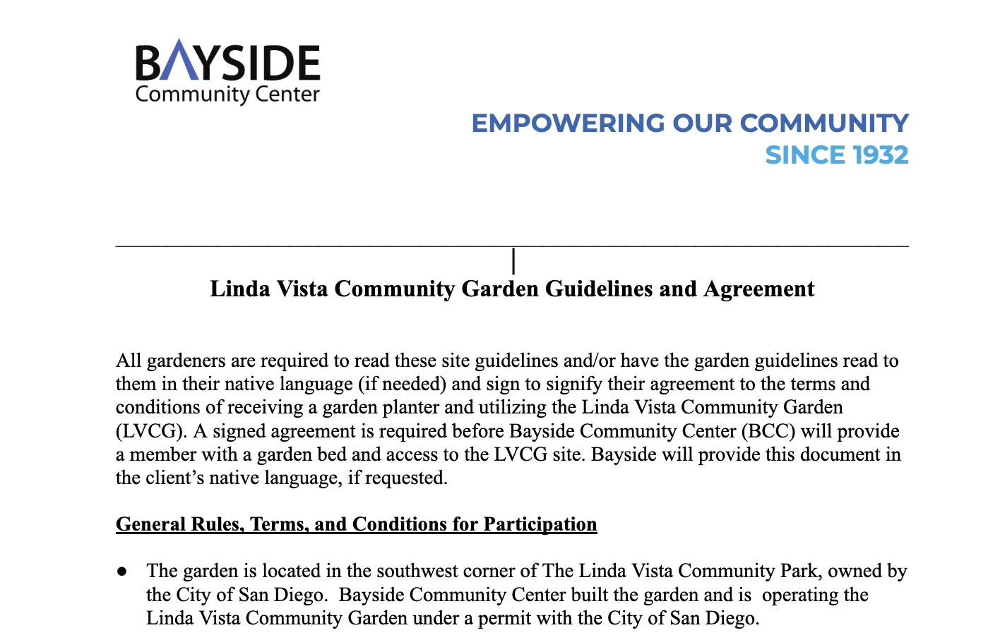 BAYSIDE
Community Center
EMPOWERING OUR COMMUNITY
SINCE 1932
Linda Vista Community Garden Guidelines and Agreement
All gardeners are required to read these site guidelines and/or have the garden guidelines read to
them in their native language (if needed) and sign to signify their agreement to the terms and
conditions of receiving a garden planter and utilizing the Linda Vista Community Garden
(LVCG). A signed agreement is required before Bayside Community Center (BCC) will provide
a member with a garden bed and access to the LVCG site. Bayside will provide this document in
the client’s native language, if requested.
General Rules, Terms, and Conditions for Participation
● The garden is located in the southwest corner of The Linda Vista Community Park, owned by
the City of San Diego.  Bayside Community Center built the garden and is  operating the
Linda Vista Community Garden under a permit with the City of San Diego.